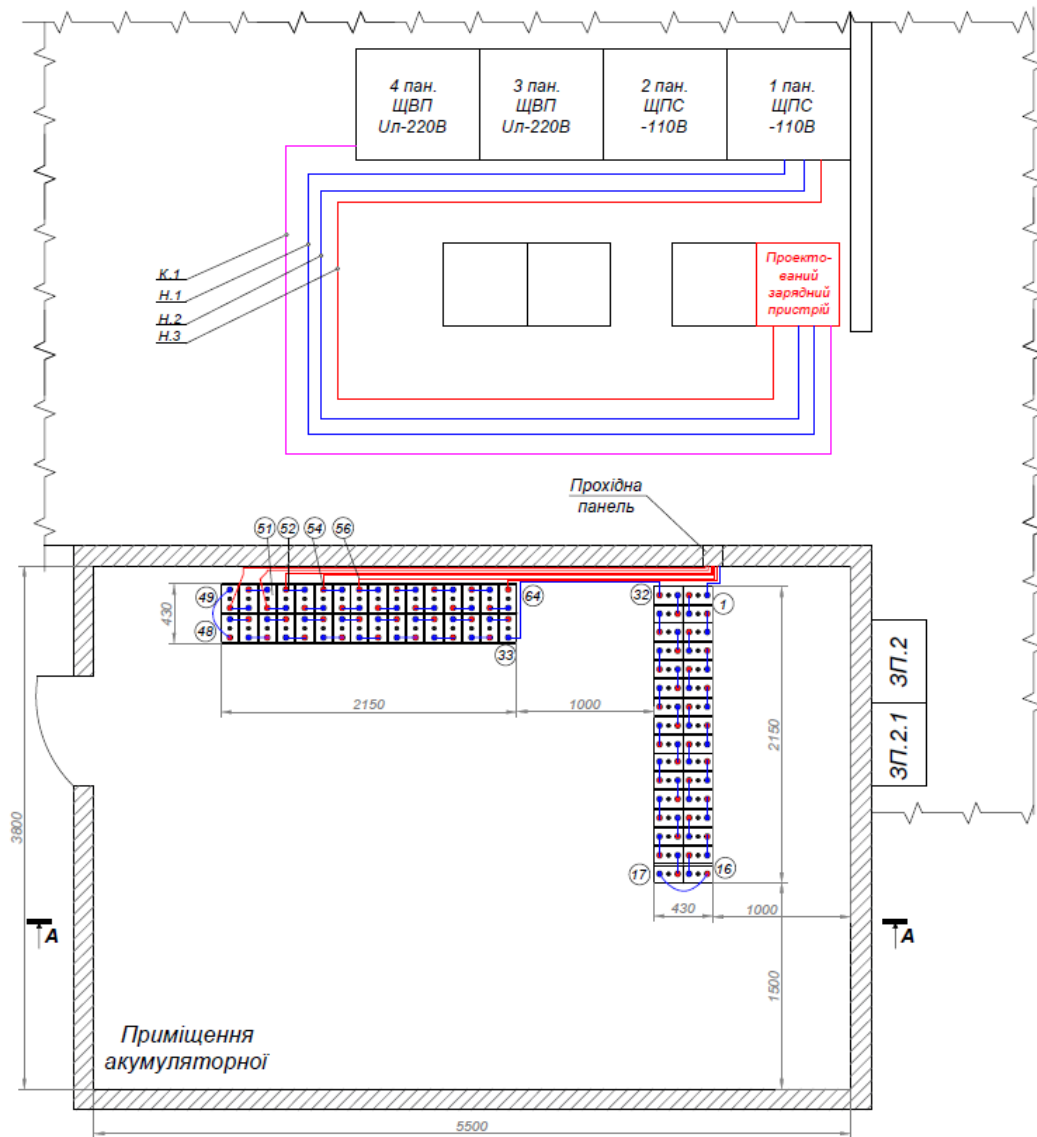 4 пан.
ЩВП
Uл-220В
3 пан.
ЩВП
Uл-220В
2 пан.
ЩПС
-110В
1 пан.
ЩПС
-110В
К.1
Н.1
Н.2
Н.3
Проекто-
ваний
зарядний
пристрій
Прохідна
панель
51
52
54
56
49
48
64
33
32
1
17
16
430
2150
1000
2150
430
1000
1500
3800
5500
ЗП.2
ЗП.2.1
А
А
Приміщення
акумуляторної